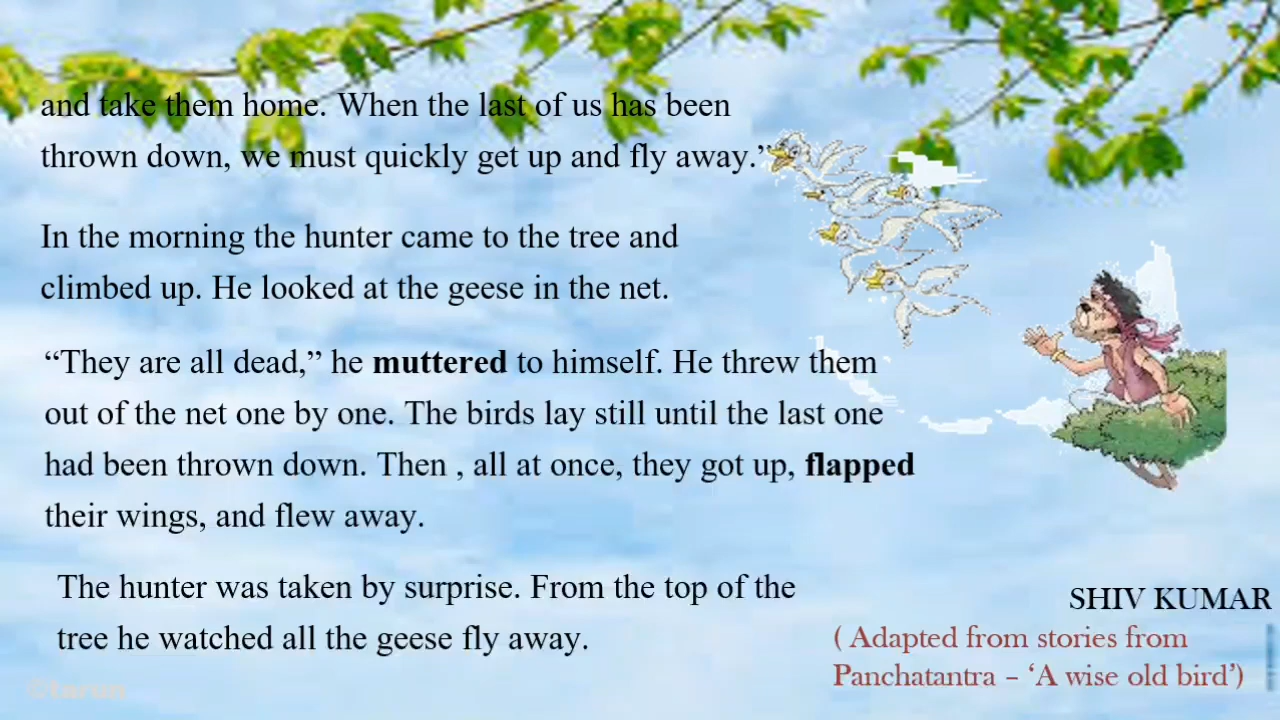 and take them home. When the last of us has been
thrown down, we must quickly get up and fly away.”
In the morning the hunter came to the tree and
climbed up. He looked at the geese in the net.
“They are all dead,” he muttered to himself. He threw them
out of the net one by one. The birds lay still until the last one
had been thrown down. Then , all at once, they got up, flapped
their wings, and flew away.
The hunter was taken by surprise. From the top of the
tree he watched all the geese fly away.
SHIV KUMAR
( Adapted from stories from
Panchatantra – ‘A wise old bird’)
©tarun